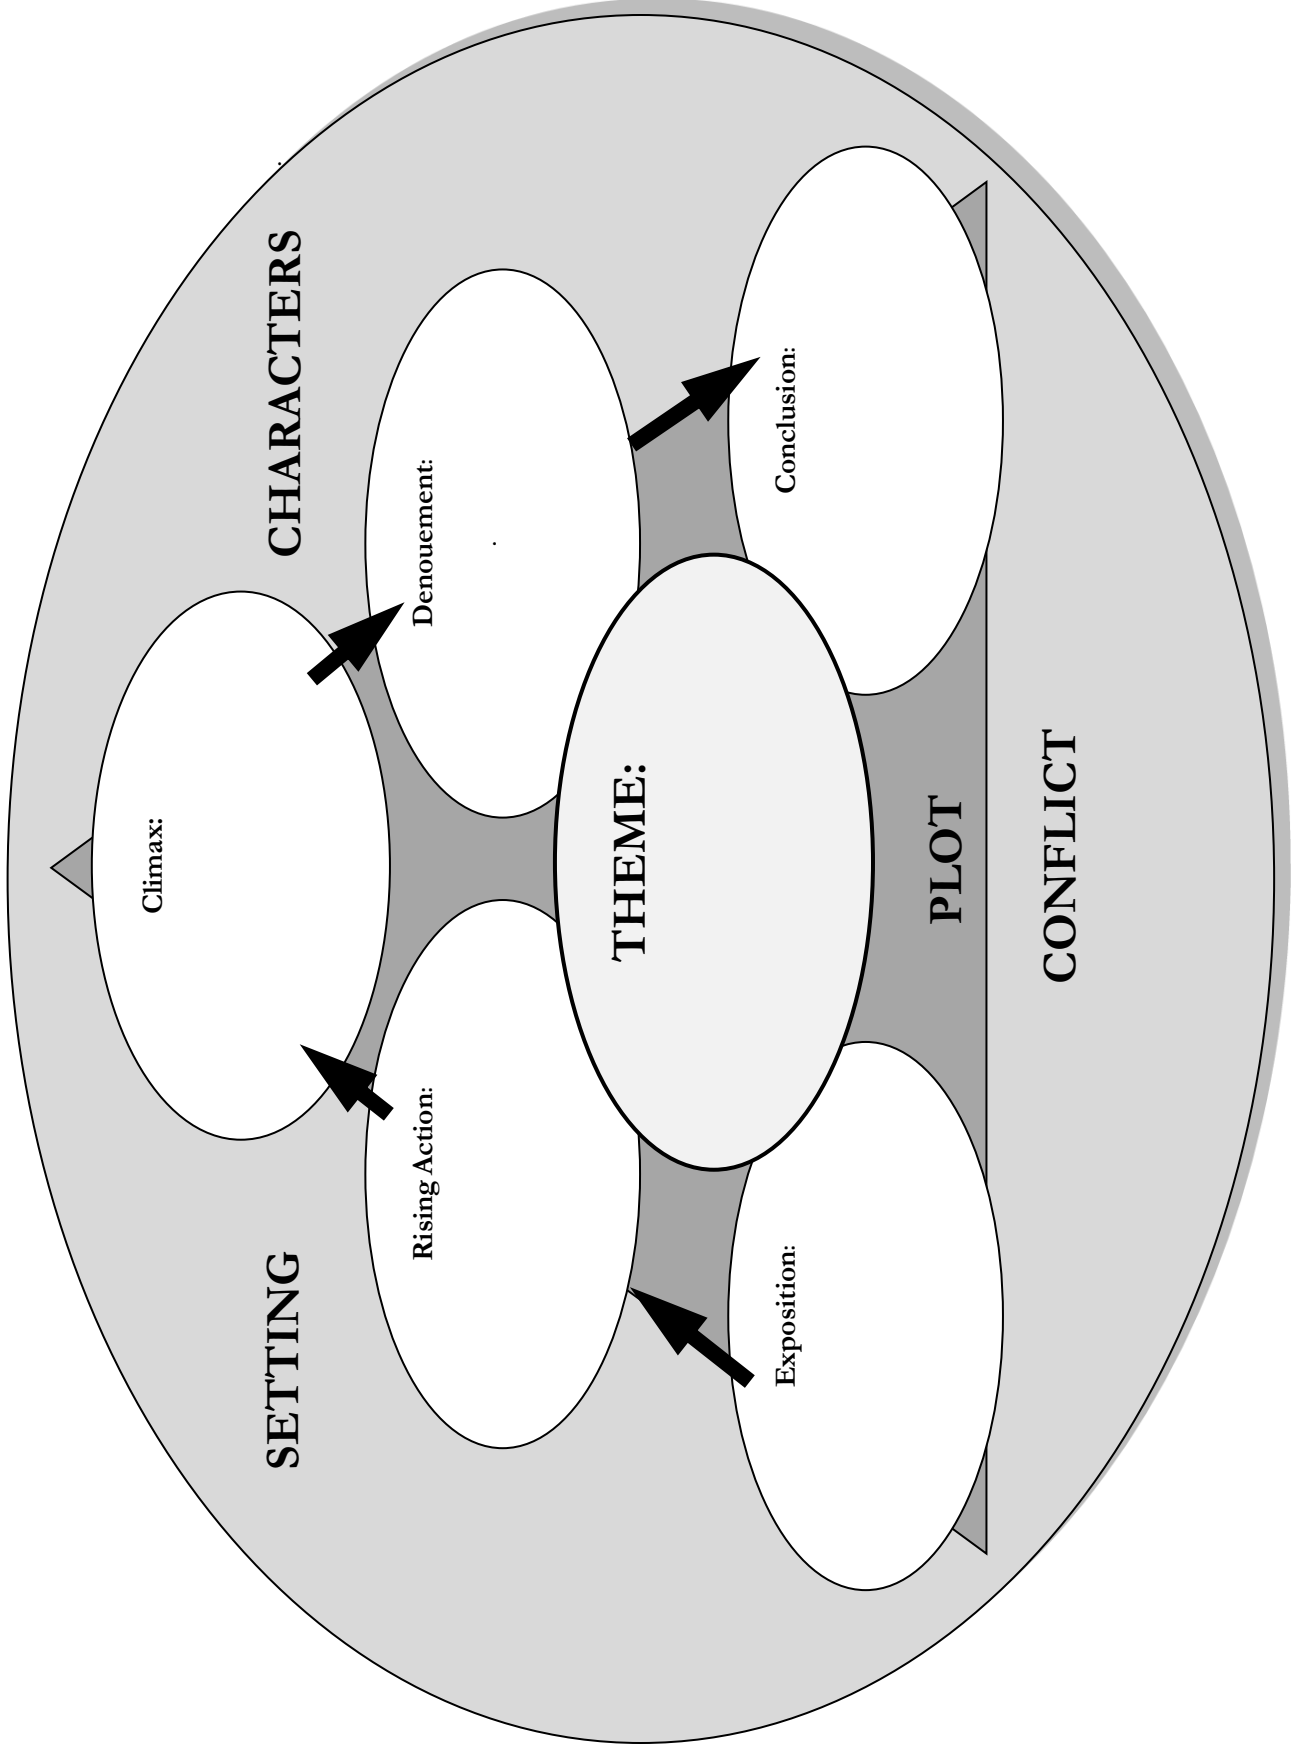 Climax:
SETTING
CHARACTERS
Rising Action:
Denouement:
THEME:
Exposition:
Conclusion:
PLOT
CONFLICT